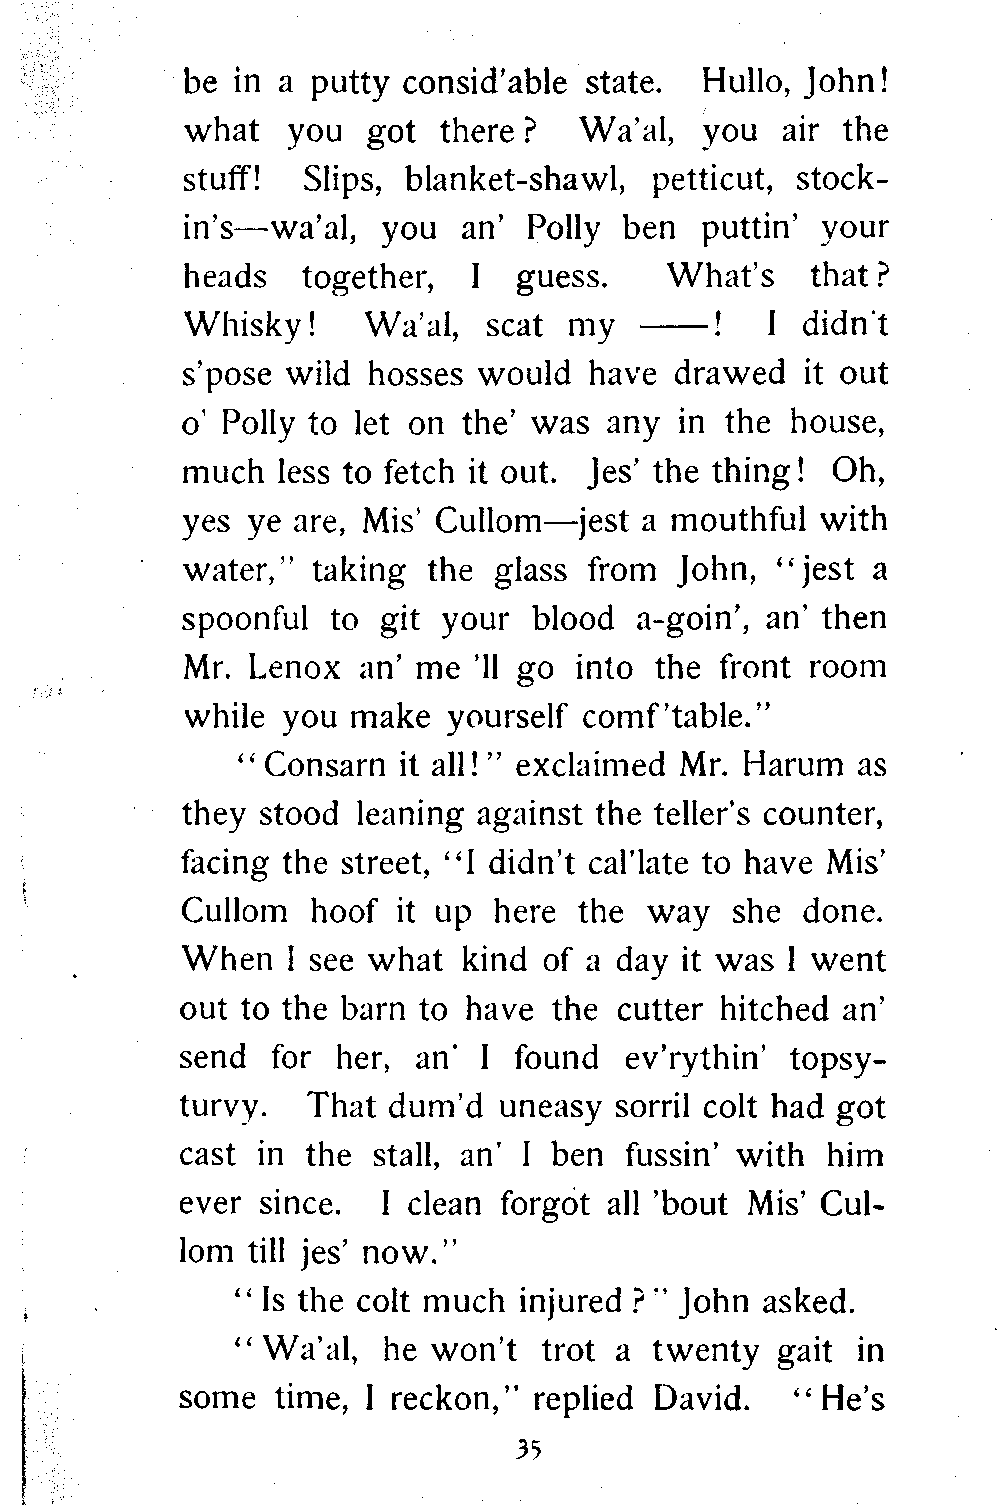 be in a putty consid'able state. Hullo, John!
what you got there? Wa'al, you air the
stuff! Slips, blanket-shawl, petticut, stock-
in's—wa'al, you an' Polly ben puttin' your
heads together, I guess. What's that?
Whisky! Wa'al, scat my ——! I didn't
s'pose wild hosses would have drawed it out
o' Polly to let on the' was any in the house,
much less to fetch it out. Jes' the thing! Oh,
yes ye are, Mis' Cullom—jest a mouthful with
water," taking the glass from John, "jest a
spoonful to git your blood a-goin', an' then
Mr. Lenox an' me 'll go into the front room
while you make yourself comf'table."
"Consarn it all!" exclaimed Mr. Harum as
they stood leaning against the teller's counter,
facing the street, "I didn't cal'late to have Mis'
Cullom hoof it up here the way she done.
When I see what kind of a day it was I went
out to the barn to have the cutter hitched an'
send for her, an' I found ev'rythin' topsy-
turvy. That dum'd uneasy sorril colt had got
cast in the stall, an' I ben fussin' with him
ever since. I clean forgot all 'bout Mis' Cul-
lom till jes' now."
"Is the colt much injured?" John asked.
"Wa'al, he won't trot a twenty gait in
some time, I reckon," replied David. "He's
35